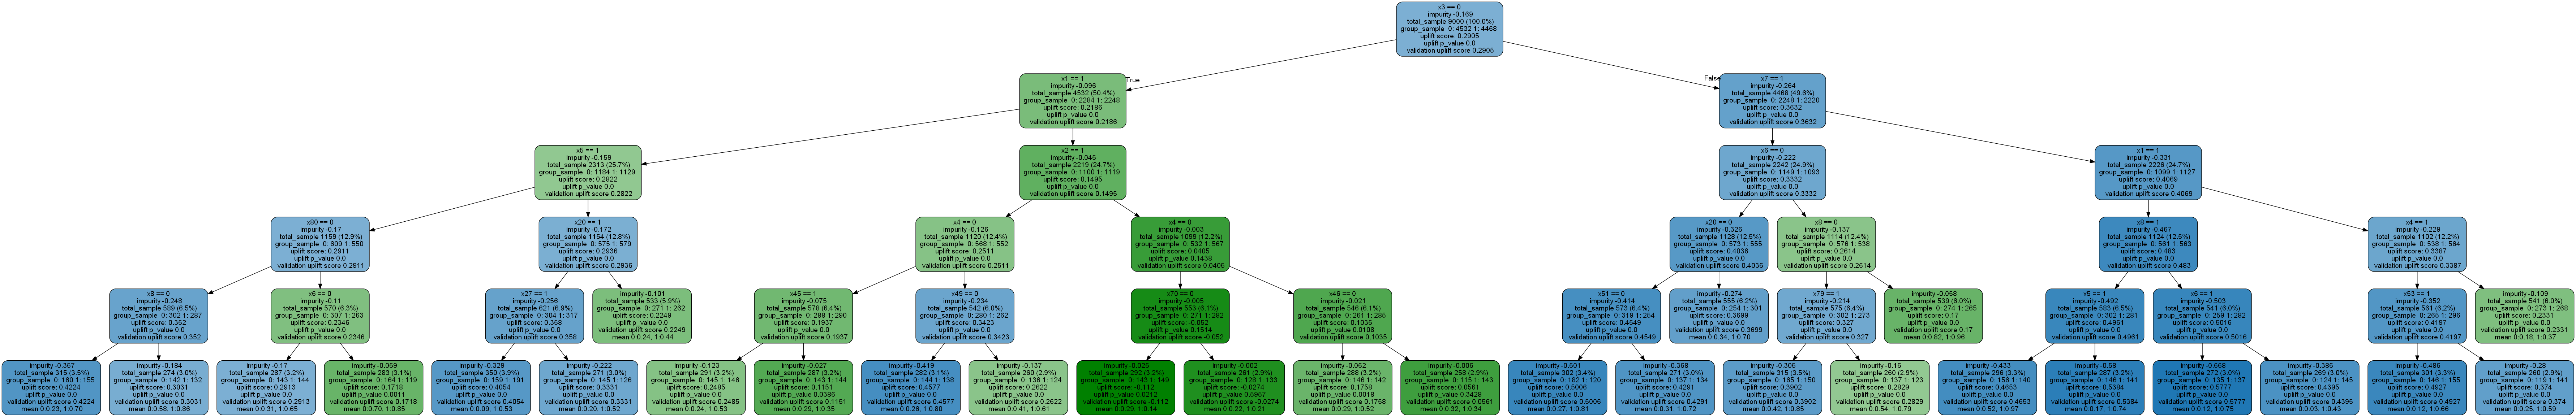 x3 == 0
impurity -0.169
total_sample 9000 (100.0%)
group_sample 0: 4532 1: 4468
uplift score: 0.2905
uplift p_value 0.0
validation uplift score 0.2905
True
False
x1 == 1
impurity -0.096
total_sample 4532 (50.4%)
group_sample 0: 2284 1: 2248
uplift score: 0.2186
uplift p_value 0.0
validation uplift score 0.2186
x7 == 1
impurity -0.264
total_sample 4468 (49.6%)
group_sample 0: 2248 1: 2220
uplift score: 0.3632
uplift p_value 0.0
validation uplift score 0.3632
x5 == 1
impurity -0.159
total_sample 2313 (25.7%)
group_sample 0: 1184 1: 1129
uplift score: 0.2822
uplift p_value 0.0
validation uplift score 0.2822
x2 == 1
impurity -0.045
total_sample 2219 (24.7%)
group_sample 0: 1100 1: 1119
uplift score: 0.1495
uplift p_value 0.0
validation uplift score 0.1495
x6 == 0
impurity -0.222
total_sample 2242 (24.9%)
group_sample 0: 1149 1: 1093
uplift score: 0.3332
uplift p_value 0.0
validation uplift score 0.3332
x1 == 1
impurity -0.331
total_sample 2226 (24.7%)
group_sample 0: 1099 1: 1127
uplift score: 0.4069
uplift p_value 0.0
validation uplift score 0.4069
x80 == 0
impurity -0.17
total_sample 1159 (12.9%)
group_sample 0: 609 1: 550
uplift score: 0.2911
uplift p_value 0.0
validation uplift score 0.2911
x20 == 1
impurity -0.172
total_sample 1154 (12.8%)
group_sample 0: 575 1: 579
uplift score: 0.2936
uplift p_value 0.0
validation uplift score 0.2936
x4 == 0
impurity -0.126
total_sample 1120 (12.4%)
group_sample 0: 568 1: 552
uplift score: 0.2511
uplift p_value 0.0
validation uplift score 0.2511
x4 == 0
impurity -0.003
total_sample 1099 (12.2%)
group_sample 0: 532 1: 567
uplift score: 0.0405
uplift p_value 0.1438
validation uplift score 0.0405
x20 == 0
impurity -0.326
total_sample 1128 (12.5%)
group_sample 0: 573 1: 555
uplift score: 0.4036
uplift p_value 0.0
validation uplift score 0.4036
x8 == 0
impurity -0.137
total_sample 1114 (12.4%)
group_sample 0: 576 1: 538
uplift score: 0.2614
uplift p_value 0.0
validation uplift score 0.2614
x8 == 1
impurity -0.467
total_sample 1124 (12.5%)
group_sample 0: 561 1: 563
uplift score: 0.483
uplift p_value 0.0
validation uplift score 0.483
x4 == 1
impurity -0.229
total_sample 1102 (12.2%)
group_sample 0: 538 1: 564
uplift score: 0.3387
uplift p_value 0.0
validation uplift score 0.3387
x8 == 0
impurity -0.248
total_sample 589 (6.5%)
group_sample 0: 302 1: 287
uplift score: 0.352
uplift p_value 0.0
validation uplift score 0.352
x6 == 0
impurity -0.11
total_sample 570 (6.3%)
group_sample 0: 307 1: 263
uplift score: 0.2346
uplift p_value 0.0
validation uplift score 0.2346
x27 == 1
impurity -0.256
total_sample 621 (6.9%)
group_sample 0: 304 1: 317
uplift score: 0.358
uplift p_value 0.0
validation uplift score 0.358
impurity -0.101
total_sample 533 (5.9%)
group_sample 0: 271 1: 262
uplift score: 0.2249
uplift p_value 0.0
validation uplift score 0.2249
mean 0:0.24, 1:0.44
x45 == 1
impurity -0.075
total_sample 578 (6.4%)
group_sample 0: 288 1: 290
uplift score: 0.1937
uplift p_value 0.0
validation uplift score 0.1937
x49 == 0
impurity -0.234
total_sample 542 (6.0%)
group_sample 0: 280 1: 262
uplift score: 0.3423
uplift p_value 0.0
validation uplift score 0.3423
x70 == 0
impurity -0.005
total_sample 553 (6.1%)
group_sample 0: 271 1: 282
uplift score: -0.052
uplift p_value 0.1514
validation uplift score -0.052
x46 == 0
impurity -0.021
total_sample 546 (6.1%)
group_sample 0: 261 1: 285
uplift score: 0.1035
uplift p_value 0.0108
validation uplift score 0.1035
x51 == 0
impurity -0.414
total_sample 573 (6.4%)
group_sample 0: 319 1: 254
uplift score: 0.4549
uplift p_value 0.0
validation uplift score 0.4549
impurity -0.274
total_sample 555 (6.2%)
group_sample 0: 254 1: 301
uplift score: 0.3699
uplift p_value 0.0
validation uplift score 0.3699
mean 0:0.34, 1:0.70
x79 == 1
impurity -0.214
total_sample 575 (6.4%)
group_sample 0: 302 1: 273
uplift score: 0.327
uplift p_value 0.0
validation uplift score 0.327
impurity -0.058
total_sample 539 (6.0%)
group_sample 0: 274 1: 265
uplift score: 0.17
uplift p_value 0.0
validation uplift score 0.17
mean 0:0.82, 1:0.96
x5 == 1
impurity -0.492
total_sample 583 (6.5%)
group_sample 0: 302 1: 281
uplift score: 0.4961
uplift p_value 0.0
validation uplift score 0.4961
x6 == 1
impurity -0.503
total_sample 541 (6.0%)
group_sample 0: 259 1: 282
uplift score: 0.5016
uplift p_value 0.0
validation uplift score 0.5016
x53 == 1
impurity -0.352
total_sample 561 (6.2%)
group_sample 0: 265 1: 296
uplift score: 0.4197
uplift p_value 0.0
validation uplift score 0.4197
impurity -0.109
total_sample 541 (6.0%)
group_sample 0: 273 1: 268
uplift score: 0.2331
uplift p_value 0.0
validation uplift score 0.2331
mean 0:0.18, 1:0.37
impurity -0.357
total_sample 315 (3.5%)
group_sample 0: 160 1: 155
uplift score: 0.4224
uplift p_value 0.0
validation uplift score 0.4224
mean 0:0.23, 1:0.70
impurity -0.184
total_sample 274 (3.0%)
group_sample 0: 142 1: 132
uplift score: 0.3031
uplift p_value 0.0
validation uplift score 0.3031
mean 0:0.58, 1:0.86
impurity -0.17
total_sample 287 (3.2%)
group_sample 0: 143 1: 144
uplift score: 0.2913
uplift p_value 0.0
validation uplift score 0.2913
mean 0:0.31, 1:0.65
impurity -0.059
total_sample 283 (3.1%)
group_sample 0: 164 1: 119
uplift score: 0.1718
uplift p_value 0.0011
validation uplift score 0.1718
mean 0:0.70, 1:0.85
impurity -0.329
total_sample 350 (3.9%)
group_sample 0: 159 1: 191
uplift score: 0.4054
uplift p_value 0.0
validation uplift score 0.4054
mean 0:0.09, 1:0.53
impurity -0.222
total_sample 271 (3.0%)
group_sample 0: 145 1: 126
uplift score: 0.3331
uplift p_value 0.0
validation uplift score 0.3331
mean 0:0.20, 1:0.52
impurity -0.123
total_sample 291 (3.2%)
group_sample 0: 145 1: 146
uplift score: 0.2485
uplift p_value 0.0
validation uplift score 0.2485
mean 0:0.24, 1:0.53
impurity -0.027
total_sample 287 (3.2%)
group_sample 0: 143 1: 144
uplift score: 0.1151
uplift p_value 0.0386
validation uplift score 0.1151
mean 0:0.29, 1:0.35
impurity -0.419
total_sample 282 (3.1%)
group_sample 0: 144 1: 138
uplift score: 0.4577
uplift p_value 0.0
validation uplift score 0.4577
mean 0:0.26, 1:0.80
impurity -0.137
total_sample 260 (2.9%)
group_sample 0: 136 1: 124
uplift score: 0.2622
uplift p_value 0.0
validation uplift score 0.2622
mean 0:0.41, 1:0.61
impurity -0.025
total_sample 292 (3.2%)
group_sample 0: 143 1: 149
uplift score: -0.112
uplift p_value 0.0212
validation uplift score -0.112
mean 0:0.29, 1:0.14
impurity -0.002
total_sample 261 (2.9%)
group_sample 0: 128 1: 133
uplift score: -0.0274
uplift p_value 0.5957
validation uplift score -0.0274
mean 0:0.22, 1:0.21
impurity -0.062
total_sample 288 (3.2%)
group_sample 0: 146 1: 142
uplift score: 0.1758
uplift p_value 0.0018
validation uplift score 0.1758
mean 0:0.29, 1:0.52
impurity -0.006
total_sample 258 (2.9%)
group_sample 0: 115 1: 143
uplift score: 0.0561
uplift p_value 0.3428
validation uplift score 0.0561
mean 0:0.32, 1:0.34
impurity -0.501
total_sample 302 (3.4%)
group_sample 0: 182 1: 120
uplift score: 0.5006
uplift p_value 0.0
validation uplift score 0.5006
mean 0:0.27, 1:0.81
impurity -0.368
total_sample 271 (3.0%)
group_sample 0: 137 1: 134
uplift score: 0.4291
uplift p_value 0.0
validation uplift score 0.4291
mean 0:0.31, 1:0.72
impurity -0.305
total_sample 315 (3.5%)
group_sample 0: 165 1: 150
uplift score: 0.3902
uplift p_value 0.0
validation uplift score 0.3902
mean 0:0.42, 1:0.85
impurity -0.16
total_sample 260 (2.9%)
group_sample 0: 137 1: 123
uplift score: 0.2829
uplift p_value 0.0
validation uplift score 0.2829
mean 0:0.54, 1:0.79
impurity -0.433
total_sample 296 (3.3%)
group_sample 0: 156 1: 140
uplift score: 0.4653
uplift p_value 0.0
validation uplift score 0.4653
mean 0:0.52, 1:0.97
impurity -0.58
total_sample 287 (3.2%)
group_sample 0: 146 1: 141
uplift score: 0.5384
uplift p_value 0.0
validation uplift score 0.5384
mean 0:0.17, 1:0.74
impurity -0.668
total_sample 272 (3.0%)
group_sample 0: 135 1: 137
uplift score: 0.5777
uplift p_value 0.0
validation uplift score 0.5777
mean 0:0.12, 1:0.75
impurity -0.386
total_sample 269 (3.0%)
group_sample 0: 124 1: 145
uplift score: 0.4395
uplift p_value 0.0
validation uplift score 0.4395
mean 0:0.03, 1:0.43
impurity -0.486
total_sample 301 (3.3%)
group_sample 0: 146 1: 155
uplift score: 0.4927
uplift p_value 0.0
validation uplift score 0.4927
mean 0:0.12, 1:0.66
impurity -0.28
total_sample 260 (2.9%)
group_sample 0: 119 1: 141
uplift score: 0.374
uplift p_value 0.0
validation uplift score 0.374
mean 0:0.25, 1:0.59